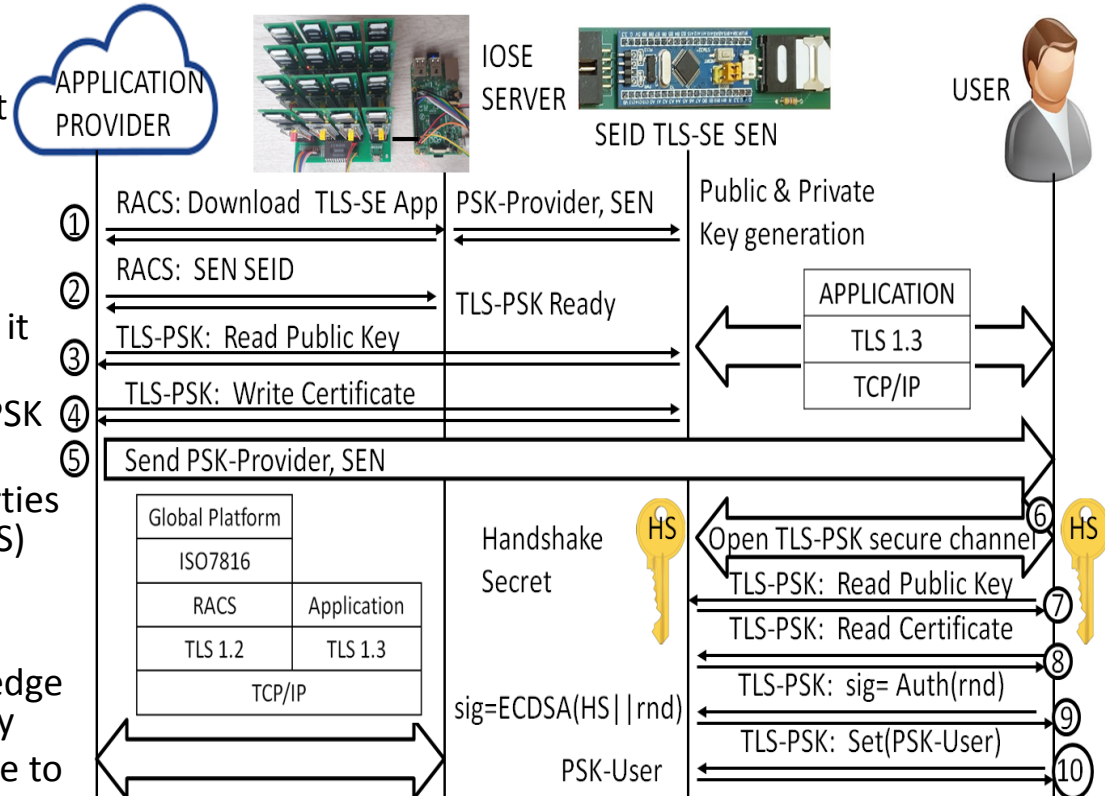 t
it
PSK
rties
S)
edge
y
e to
APPLICATION
PROVIDER
IOSE
SERVER
SEID TLS-SE SEN
USER
1
RACS: Download TLS-SE App
PSK-Provider, SEN
Public & Private
Key generation
2
RACS: SEN SEID
TLS-PSK Ready
APPLICATION
TLS 1.3
TCP/IP
3
TLS-PSK: Read Public Key
4
TLS-PSK: Write Certificate
5
Send PSK-Provider, SEN
Global Platform
ISO7816
RACS
Application
TLS 1.2
TLS 1.3
TCP/IP
Handshake
Secret
HS
HS
6
Open TLS-PSK secure channel
TLS-PSK: Read Public Key
7
TLS-PSK: Read Certificate
8
TLS-PSK: sig= Auth(rnd)
sig=ECDSA(HS||rnd)
9
TLS-PSK: Set(PSK-User)
PSK-User
10